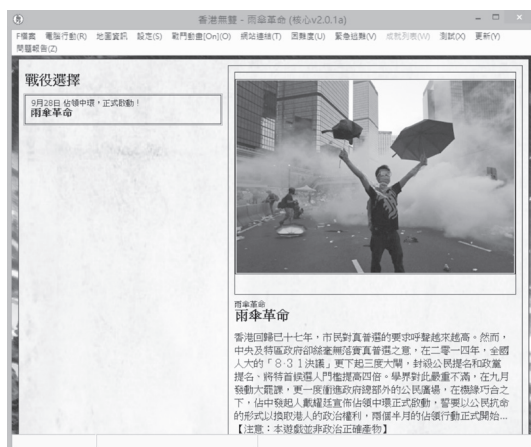 香港無雙 - 雨傘革命 (核心v2.0.1a)
F檔案 電腦行動(R) 地圖資訊 設定(S) 戰鬥動畫[On](O) 網站連結(T) 困難度(U) 緊急逃難(V) 成就列表(W) 測試(X) 更新(Y)
問題報告(Z)
戰役選擇
9月28日 佔領中環，正式啟動！
雨傘革命
雨傘革命
雨傘革命
香港回歸已十七年，市民對真普選的要求呼聲越來越高。然而，
中央及特區政府卻絲毫無落實真普選之意，在二零一四年，全國
人大的「8·31決議」更下起三度大閘，封殺公民提名和政黨
提名、將特首候選人門檻提高四倍。學界對此嚴重不滿，在九月
發動大罷課，更一度衝進政府總部外的公民廣場，在機緣巧合之
下，佔中發起人戴耀廷宣佈佔領中環正式啟動，誓要以公民抗命
的形式以換取港人的政治權利，兩個半月的佔領行動正式開始...
【注意：本遊戲並非政治正確產物】